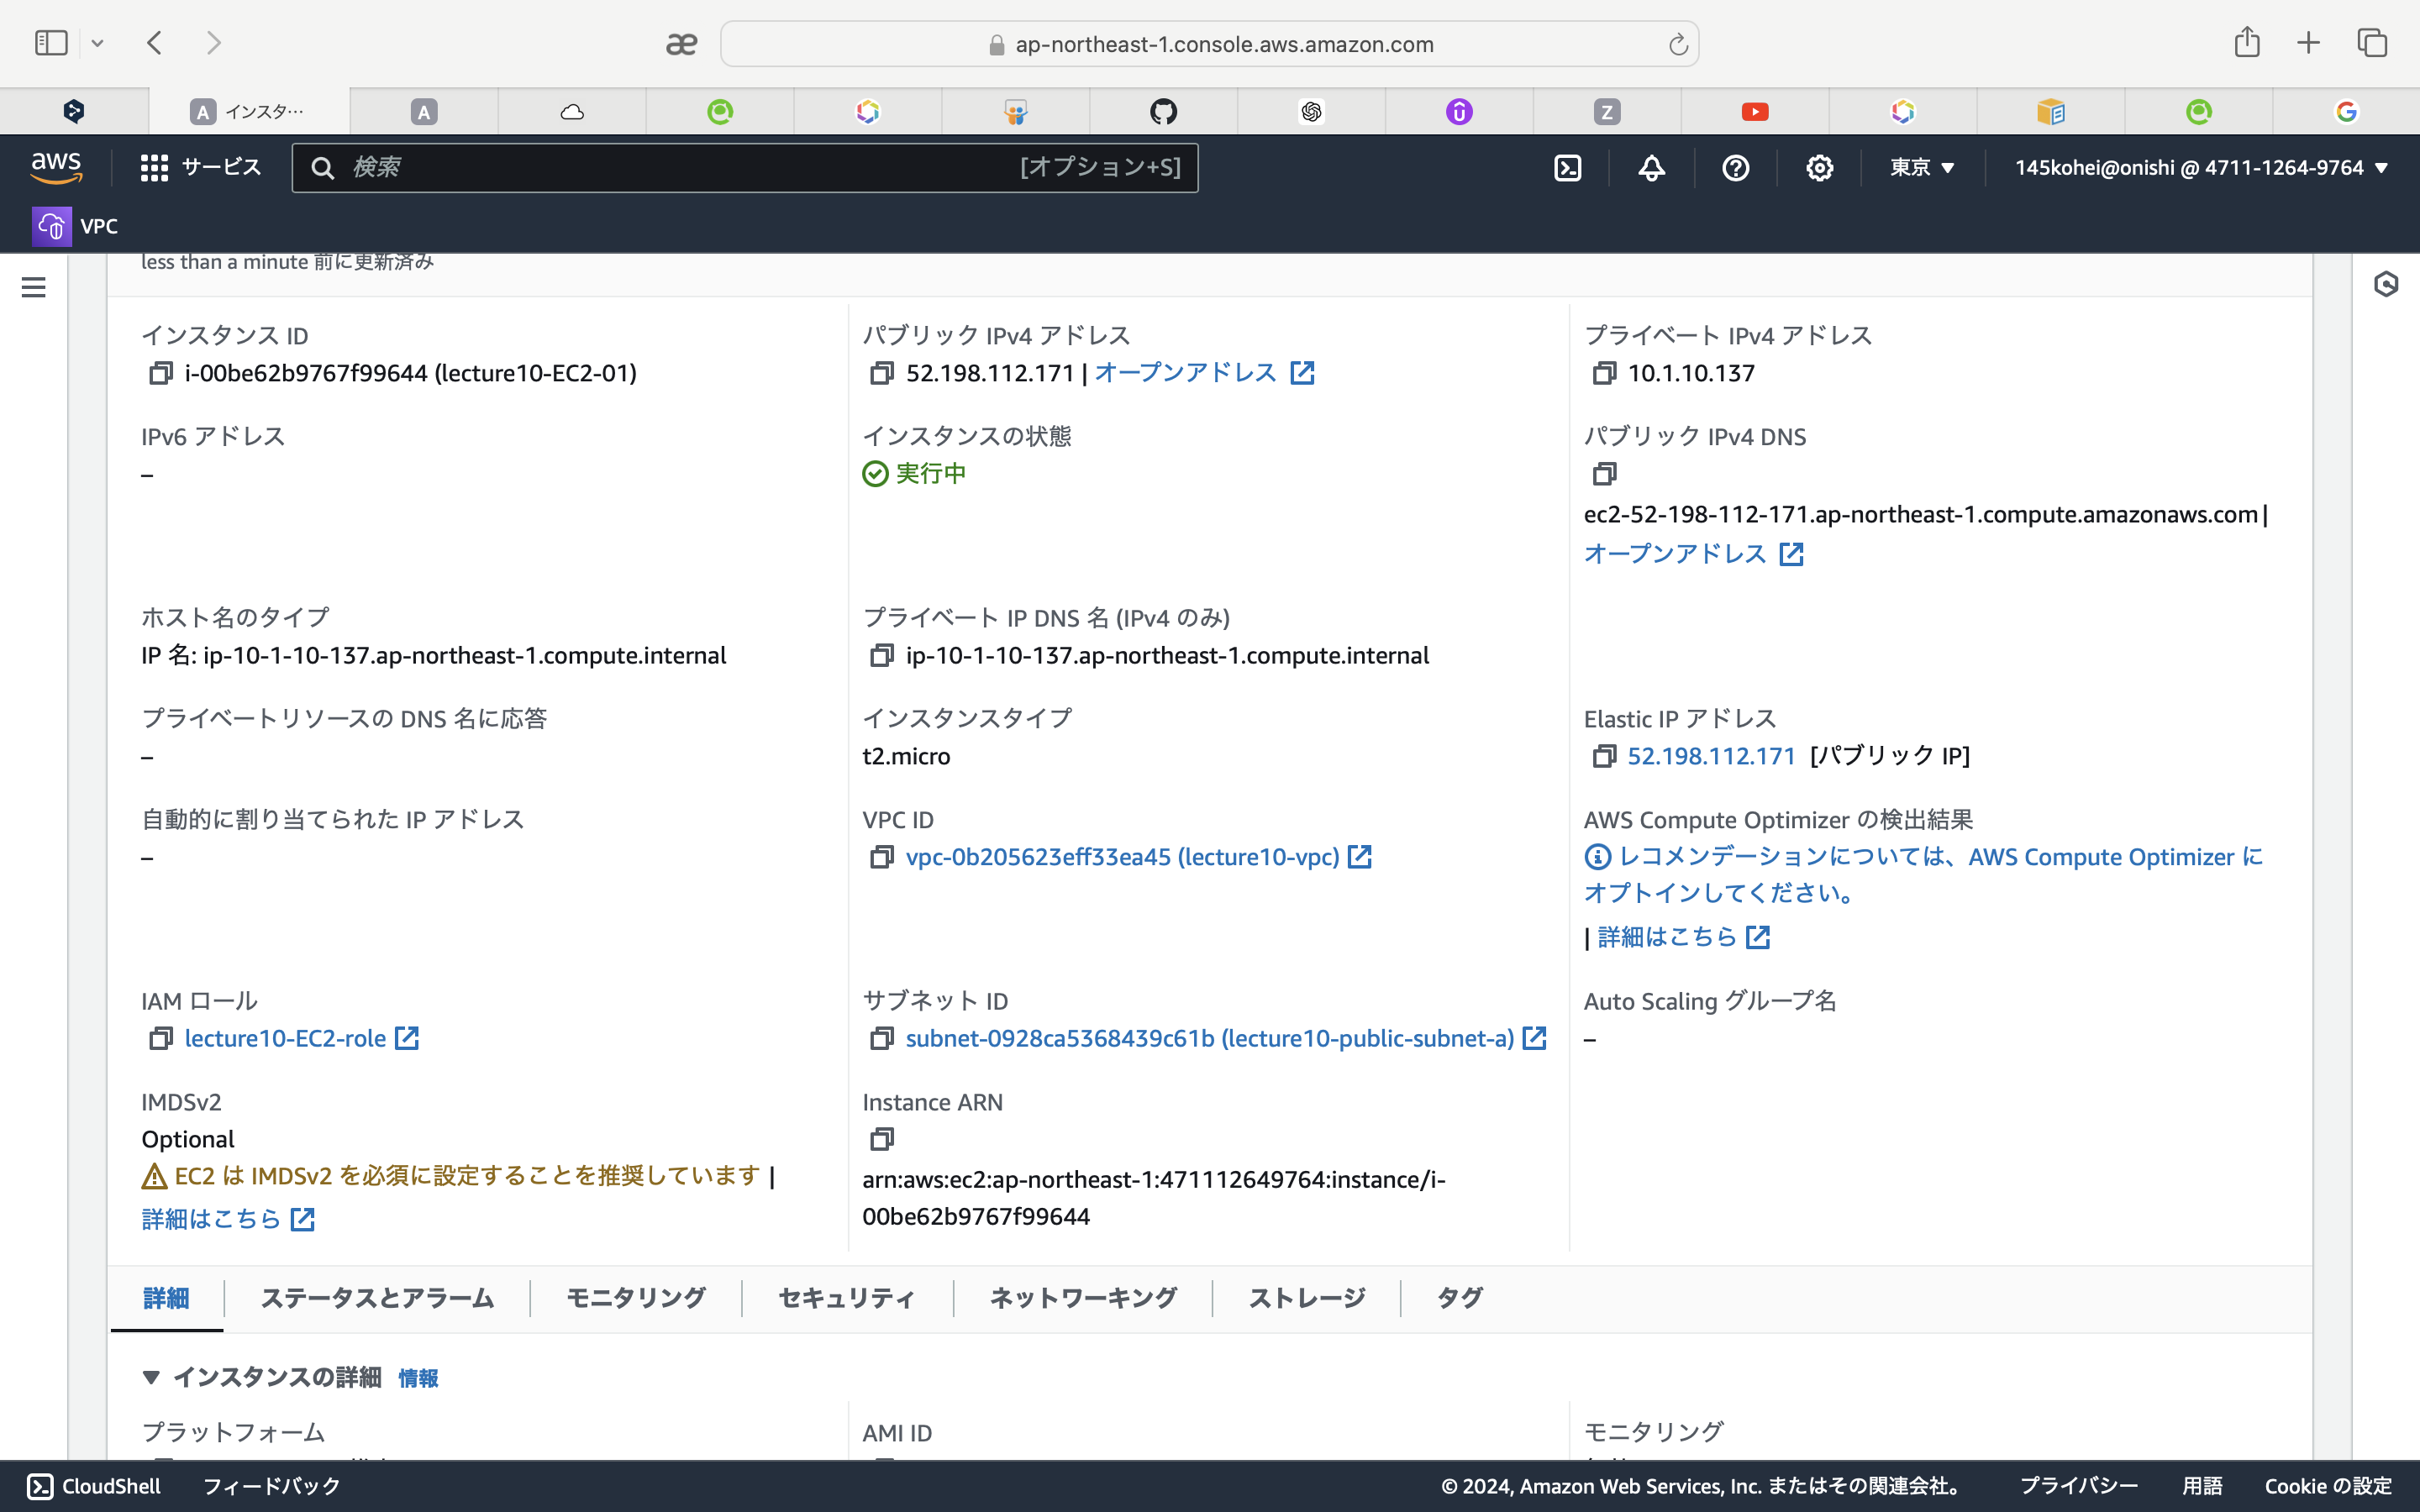 ap-northeast-1.console.aws.amazon.com
インスタ…
aws
サービス
検索
[オプション+S]
東京
145kohei@onishi @ 4711-1264-9764
VPC
less than a minute 前に更新済み
インスタンス ID
i-00be62b9767f99644 (lecture10-EC2-01)
パブリック IPv4 アドレス
52.198.112.171 | オープンアドレス
プライベート IPv4 アドレス
10.1.10.137
IPv6 アドレス
–
インスタンスの状態
実行中
パブリック IPv4 DNS
ec2-52-198-112-171.ap-northeast-1.compute.amazonaws.com |
オープンアドレス
ホスト名のタイプ
IP 名: ip-10-1-10-137.ap-northeast-1.compute.internal
プライベート IP DNS 名 (IPv4 のみ)
ip-10-1-10-137.ap-northeast-1.compute.internal
プライベートリソースの DNS 名に応答
–
インスタンスタイプ
t2.micro
Elastic IP アドレス
52.198.112.171 [パブリック IP]
自動的に割り当てられた IP アドレス
–
VPC ID
vpc-0b205623eff33ea45 (lecture10-vpc)
AWS Compute Optimizer の検出結果
レコメンデーションについては、AWS Compute Optimizer に
オプトインしてください。
| 詳細はこちら
IAM ロール
lecture10-EC2-role
サブネット ID
subnet-0928ca5368439c61b (lecture10-public-subnet-a)
Auto Scaling グループ名
–
IMDSv2
Optional
EC2 は IMDSv2 を必須に設定することを推奨しています |
詳細はこちら
Instance ARN
arn:aws:ec2:ap-northeast-1:471112649764:instance/i-
00be62b9767f99644
詳細
ステータスとアラーム
モニタリング
セキュリティ
ネットワーキング
ストレージ
タグ
インスタンスの詳細 情報
プラットフォーム
AMI ID
モニタリング
CloudShell
フィードバック
© 2024, Amazon Web Services, Inc. またはその関連会社。
プライバシー
用語
Cookie の設定